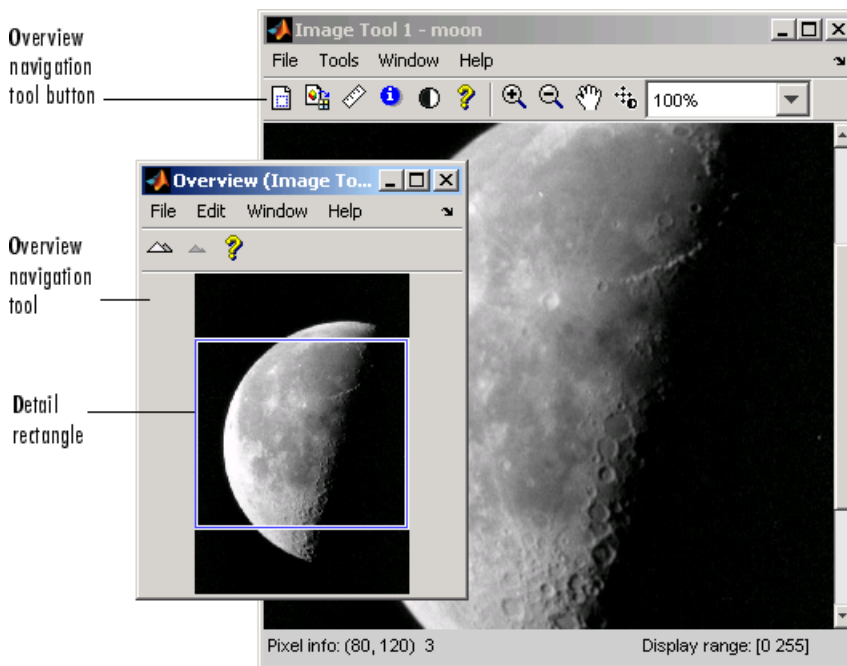 Overview
navigation
tool button
Image Tool 1 - moon
File Tools Window Help
100%
Overview (Image To...
File Edit Window Help
Overview
navigation
tool
Detail
rectangle
Pixel info: (80, 120) 3
Display range: [0 255]